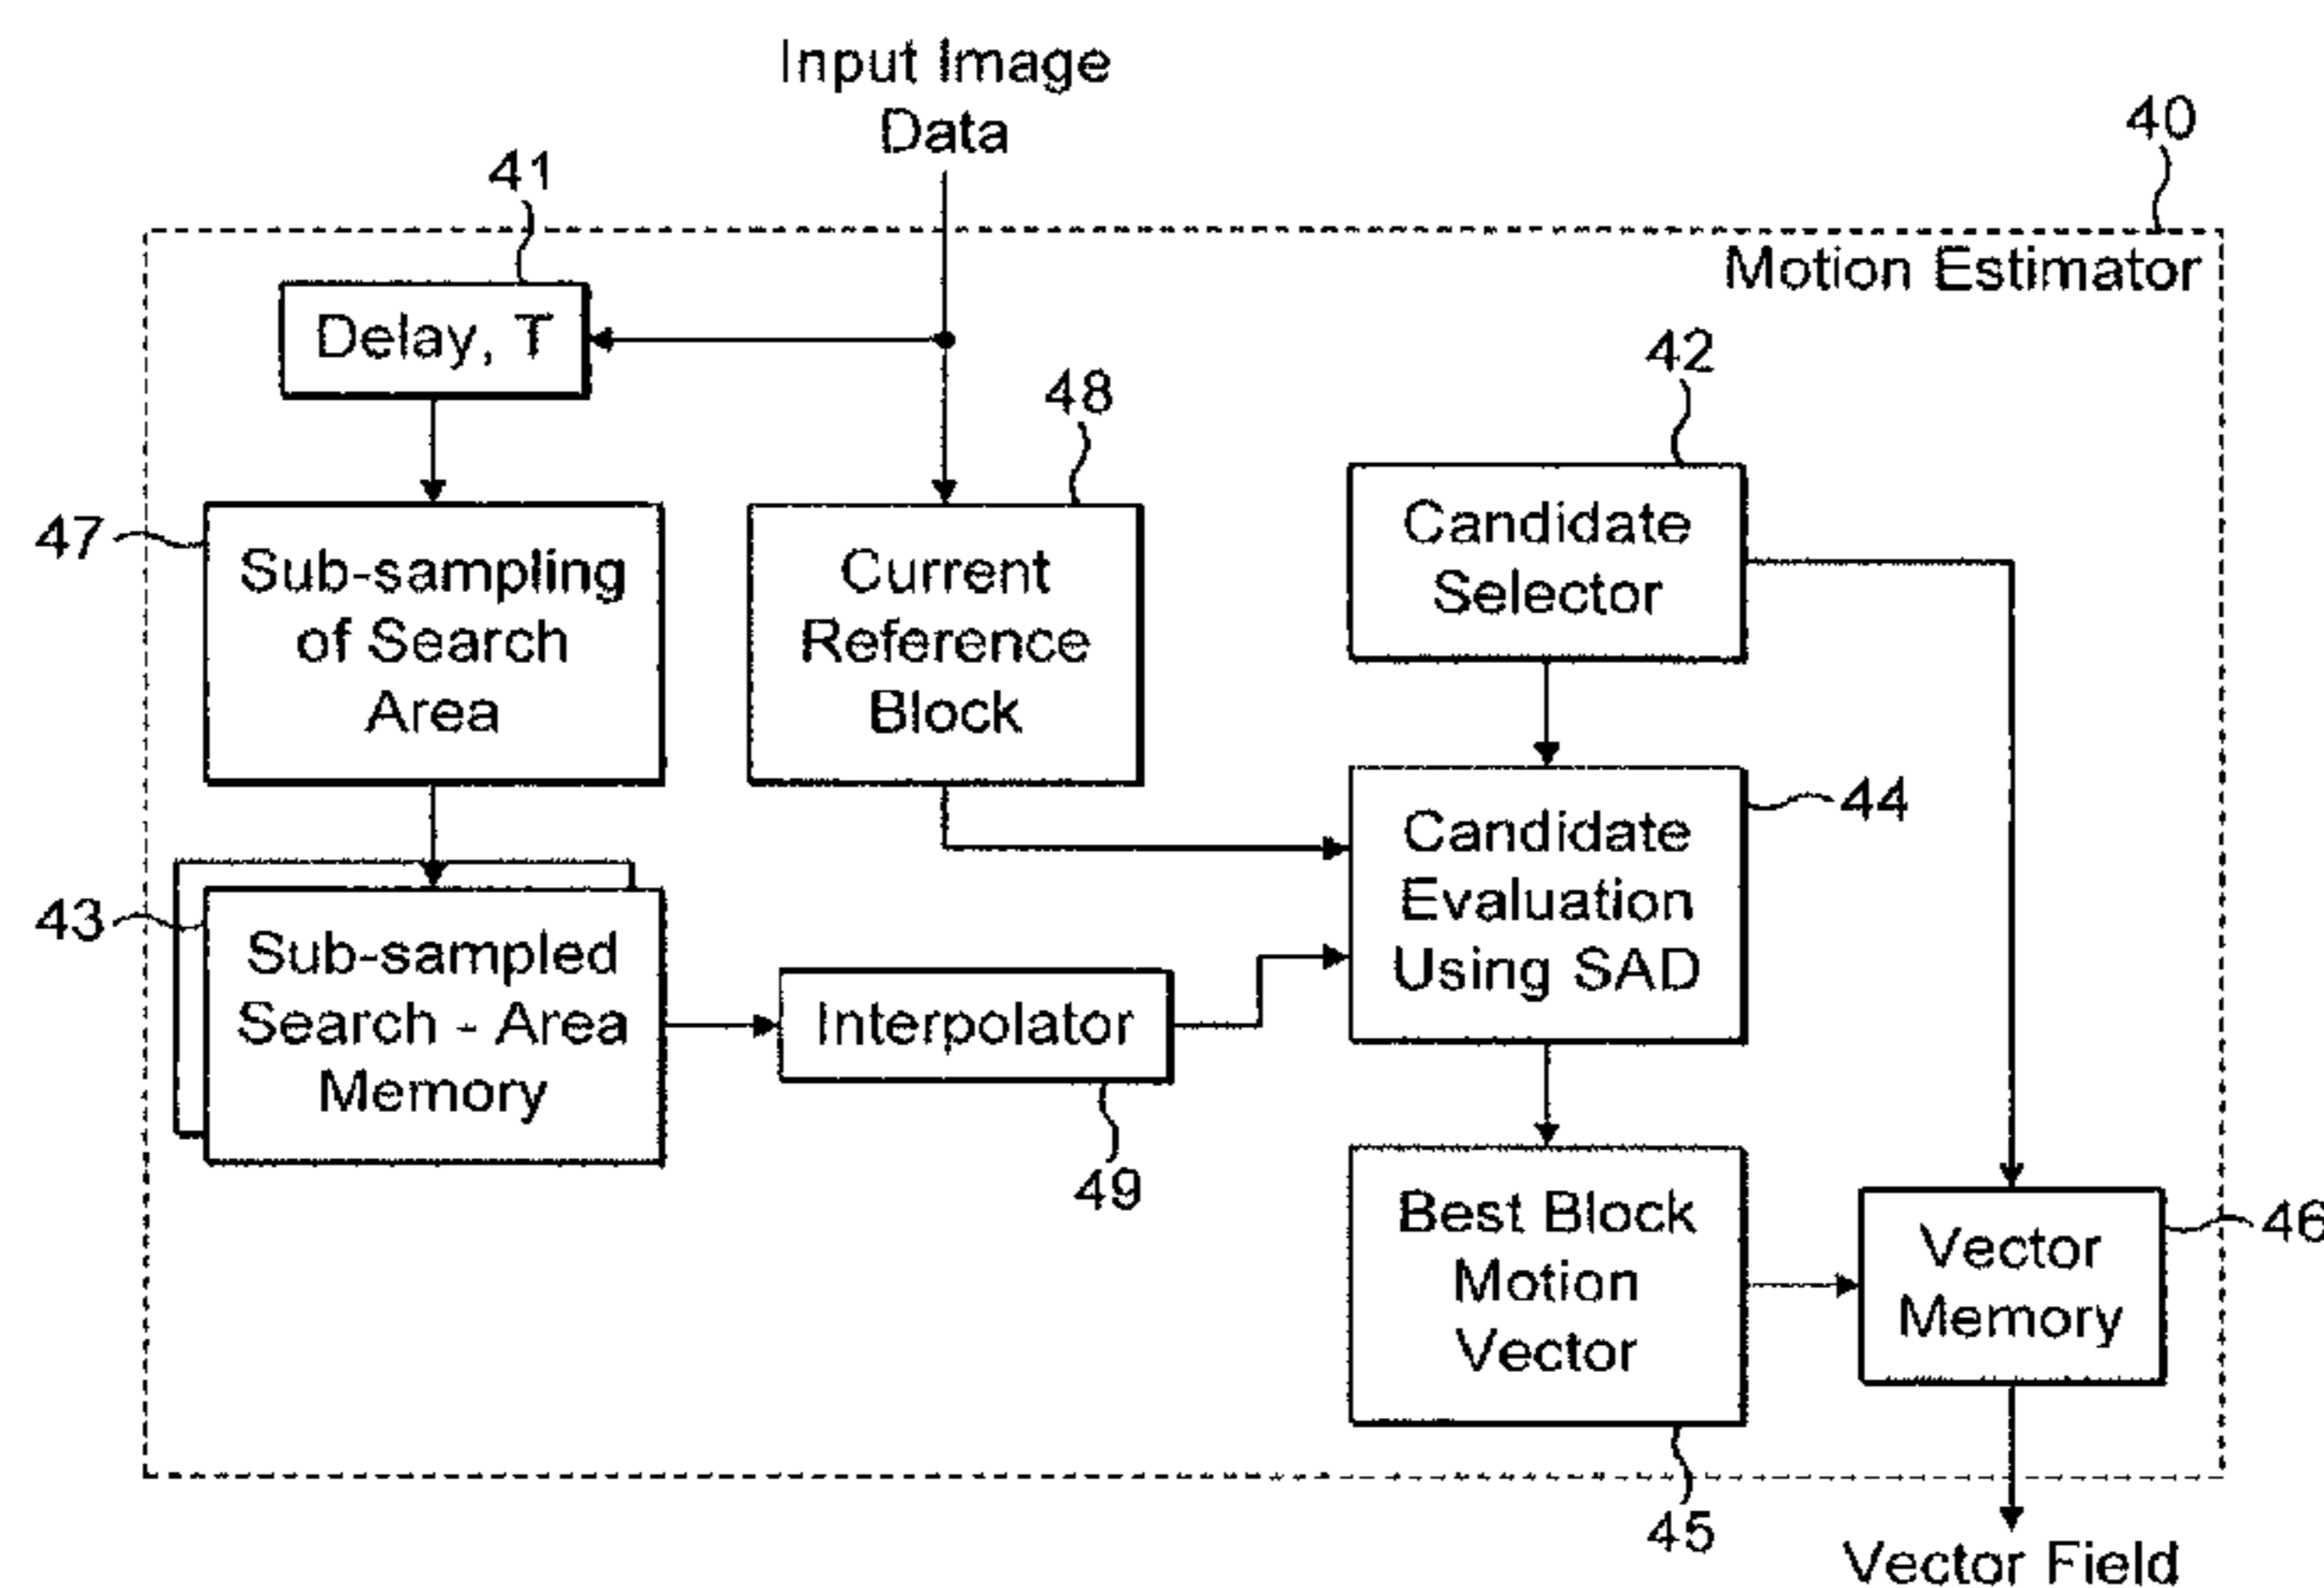 Input Image
Data
40
41
Motion Estimator
Delay, T
42
48
47
Sub-sampling
of Search
Area
Current
Reference
Block
Candidate
Selector
44
Candidate
Evaluation
Using SAD
43
Sub-sampled
Search - Area
Memory
Interpolator
49
Best Block
Motion
Vector
46
Vector
Memory
45
Vector Field